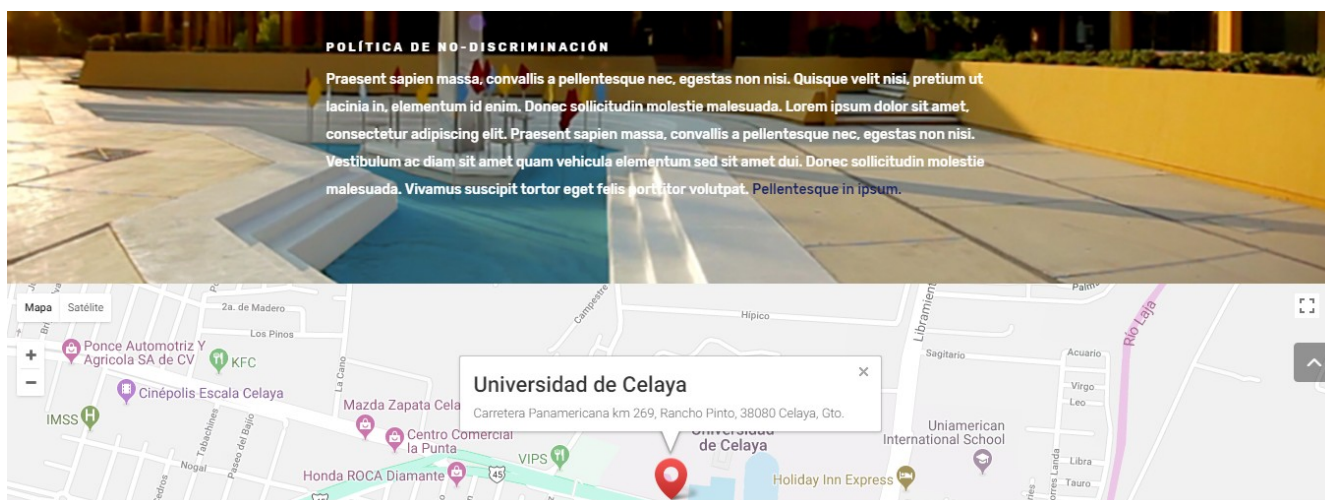 POLÍTICA DE NO-DISCRIMINACIÓN
Praesent sapien massa, convallis a pellentesque nec, egestas non nisi. Quisque velit nisi, pretium ut
lacinia in, elementum id enim. Donec sollicitudin molestie malesuada. Lorem ipsum dolor sit amet,
consectetur adipiscing elit. Praesent sapien massa, convallis a pellentesque nec, egestas non nisi.
Vestibulum ac diam sit amet quam vehicula elementum sed sit amet dui. Donec sollicitudin molestie
malesuada. Vivamus suscipit tortor eget felis porttitor volutpat. Pellentesque in ipsum.
Mapa Satélite
2a. de Madero
Los Pinos
Campestre
Hípico
Libramien
Palm
Río Laja
Ponce Automotriz Y
Agricola SA de CV
KFC
Cinépolis Escala Celaya
IMSS
La Cano
Sagitario
Acuario
Virgo
Leo
Universidad de Celaya
Carretera Panamericana km 269, Rancho Pinto, 38080 Celaya, Gto.
Mazda Zapata Cela
Centro Comercial
la Punta
Universidad
de Celaya
Uniamerican
International School
VIPS
Tabachines
Paseo del Bajio
Nogal
Honda ROCA Diamante
45
Holiday Inn Express
Libra
Tauro